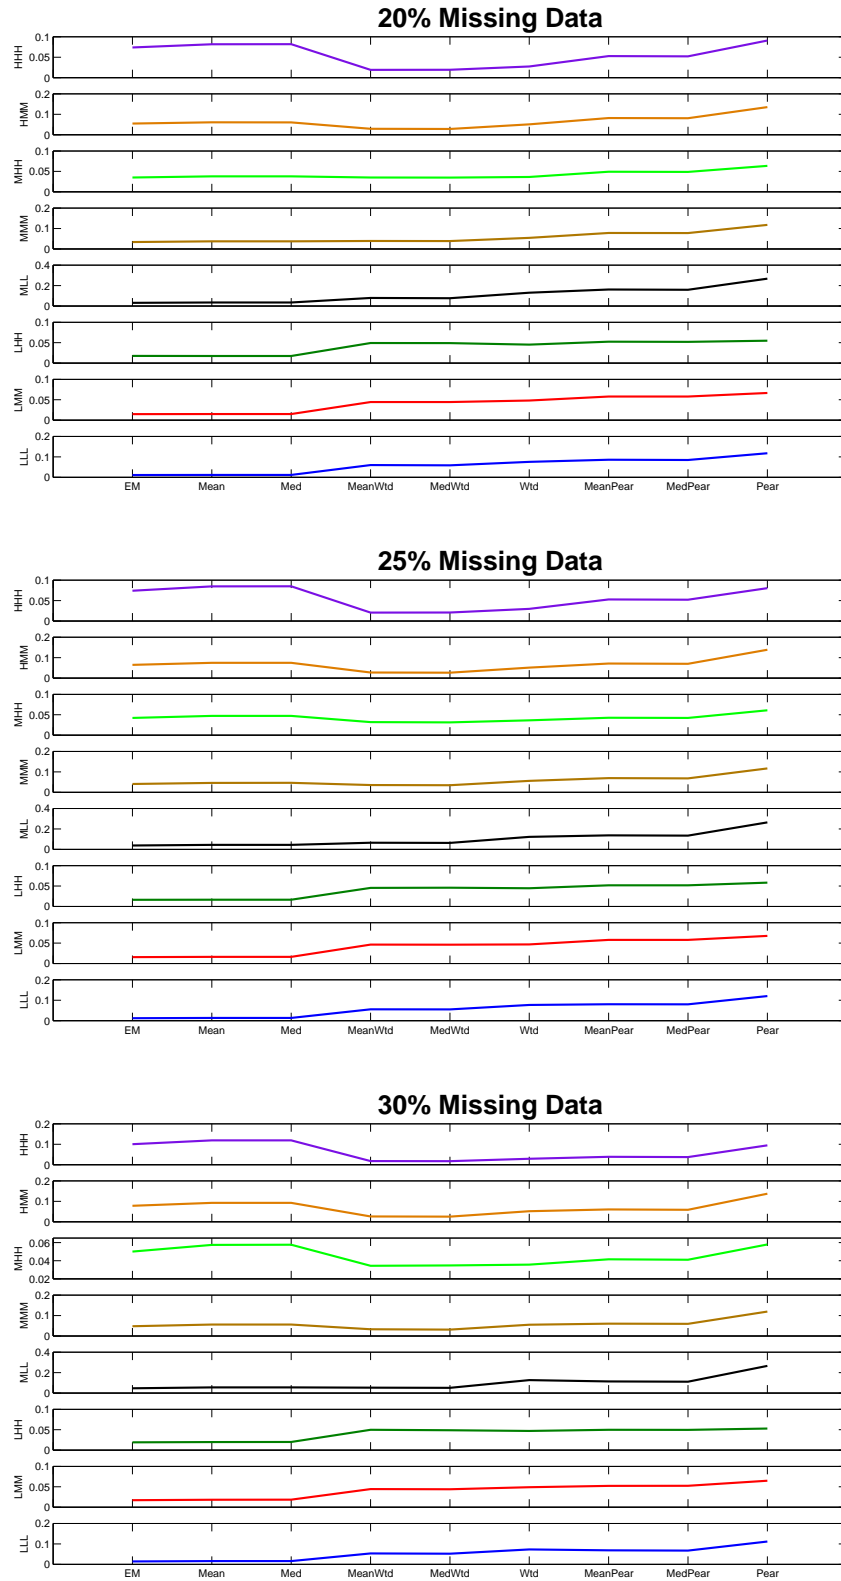 20% Missing Data
0.1
0.05
0
HHH
0.2
0.1
0
HMM
0.1
0.05
0
MHH
0.2
0.1
0
MMM
0.4
0.2
0
MLL
0.1
0.05
0
LHH
0.1
0.05
0
LMM
0.2
0.1
0
LLL
EM Mean Med MeanWtd MedWtd Wtd MeanPear MedPear Pear
25% Missing Data
0.1
0.05
0
HHH
0.2
0.1
0
HMM
0.1
0.05
0
MHH
0.2
0.1
0
MMM
0.4
0.2
0
MLL
0.1
0.05
0
LHH
0.1
0.05
0
LMM
0.2
0.1
0
LLL
EM Mean Med MeanWtd MedWtd Wtd MeanPear MedPear Pear
30% Missing Data
0.2
0.1
0
HHH
0.2
0.1
0
HMM
0.06
0.04
0.02
MHH
0.2
0.1
0
MMM
0.4
0.2
0
MLL
0.1
0.05
0
LHH
0.1
0.05
0
LMM
0.2
0.1
0
LLL
EM Mean Med MeanWtd MedWtd Wtd MeanPear MedPear Pear